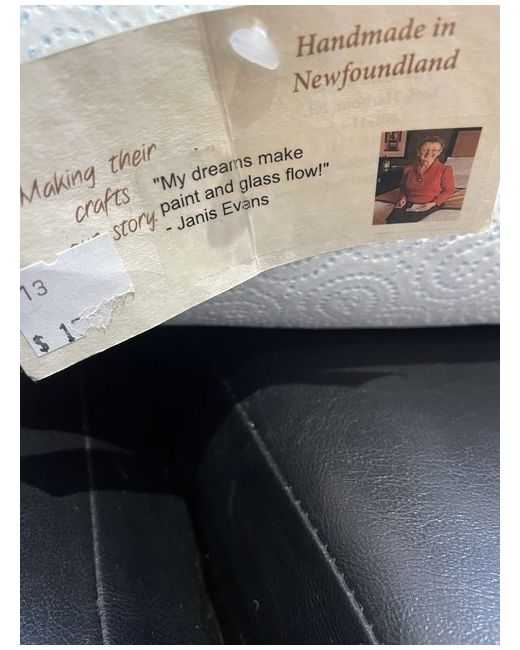 Handmade in
Newfoundland
Making their
crafts
story.
"My dreams make
paint and glass flow!"
- Janis Evans
13
$ 1